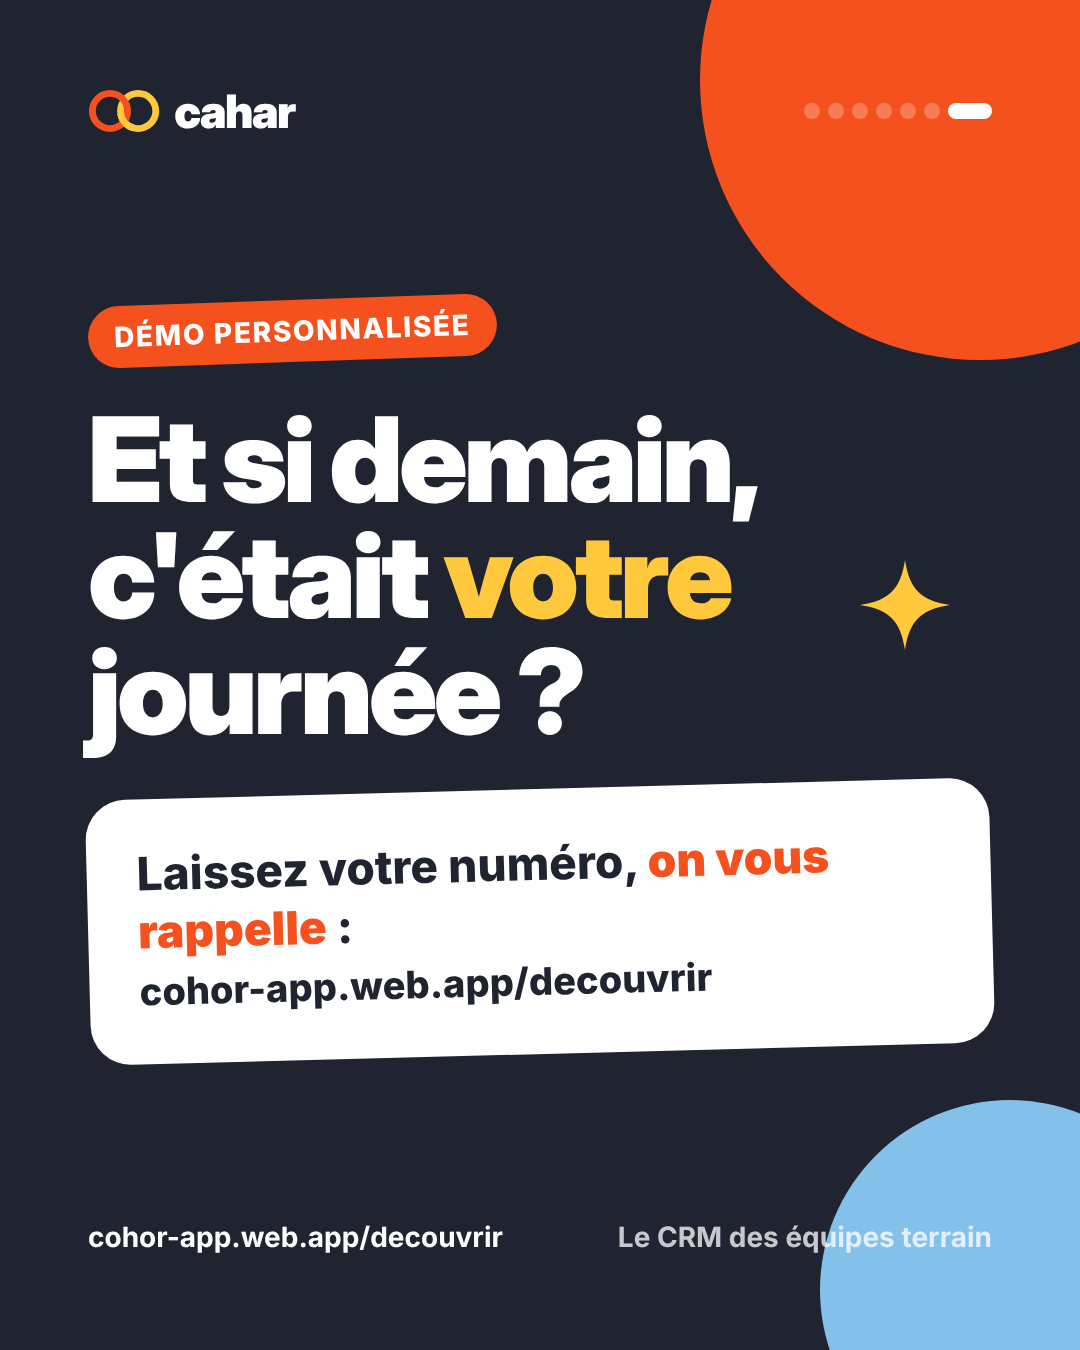 cahar
DÉMO PERSONNALISÉE
Et si demain,
c'était votre
journée ?
Laissez votre numéro, on vous
rappelle :
cohor-app.web.app/decouvrir
cohor-app.web.app/decouvrir
Le CRM des équipes terrain